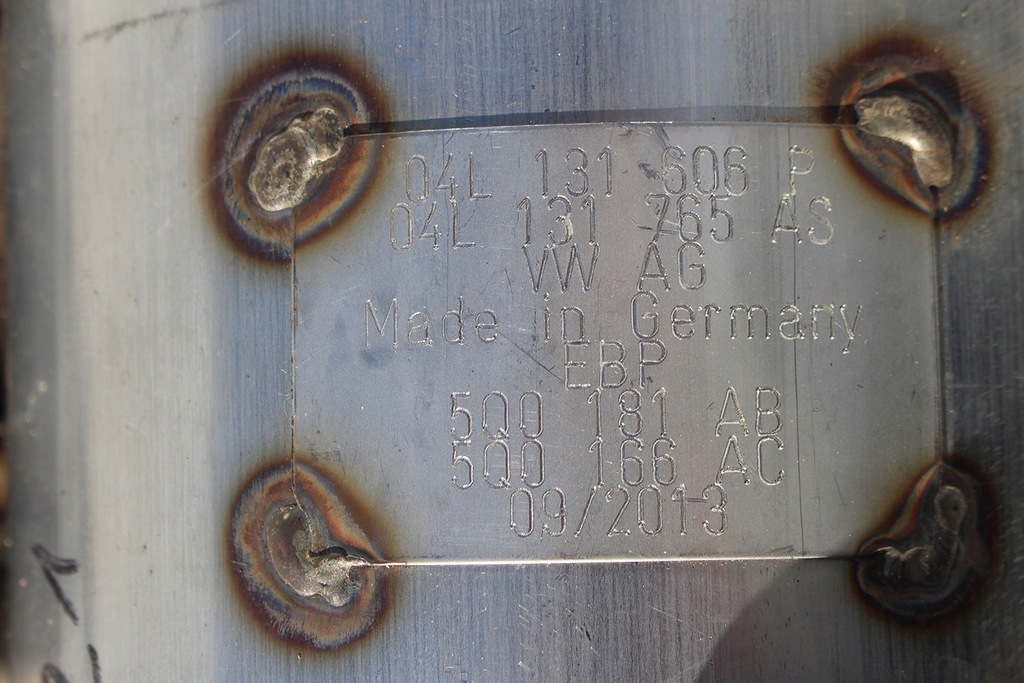 04L 131 606 P
04L 131 765 AS
VW AG
Made in Germany
EBP
5Q0 181 AB
5Q0 166 AC
09/2013